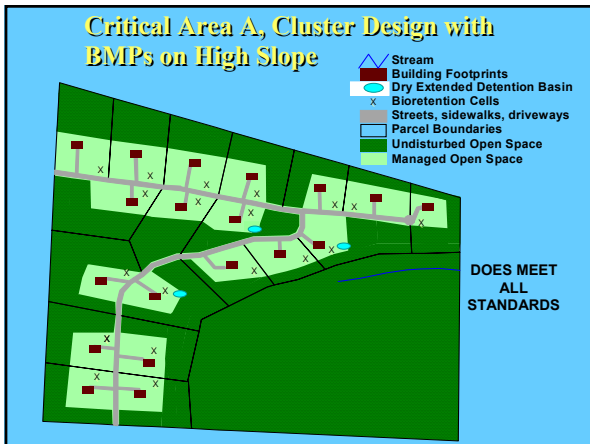 Critical Area A, Cluster Design with
BMPs on High Slope
Stream
Building Footprints
Dry Extended Detention Basin
x Bioretention Cells
Streets, sidewalks, driveways
Parcel Boundaries
Undisturbed Open Space
Managed Open Space
DOES MEET
ALL
STANDARDS